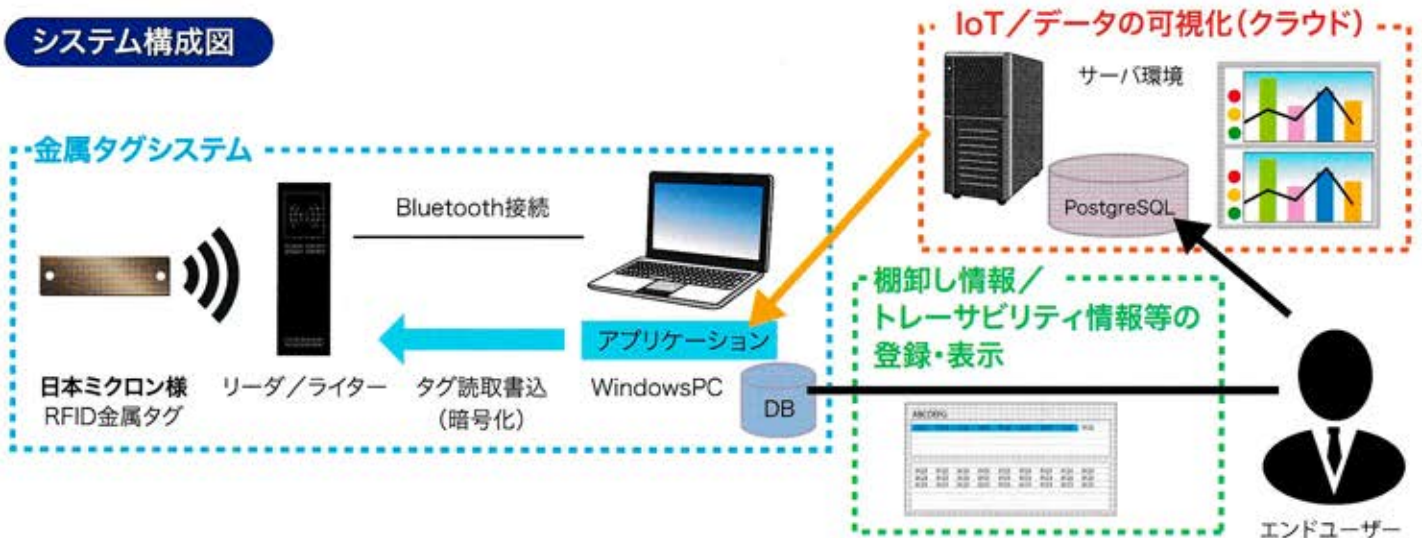 システム構成図
IoT/データの可視化(クラウド)
サーバ環境
PostgreSQL
金属タグシステム
Bluetooth接続
アプリケーション
日本ミクロン様
RFID金属タグ
リーダ/ライター
タグ読取書込
(暗号化)
WindowsPC
DB
棚卸し情報/
トレーサビリティ情報等の
登録・表示
ABCDEFG
エンドユーザー